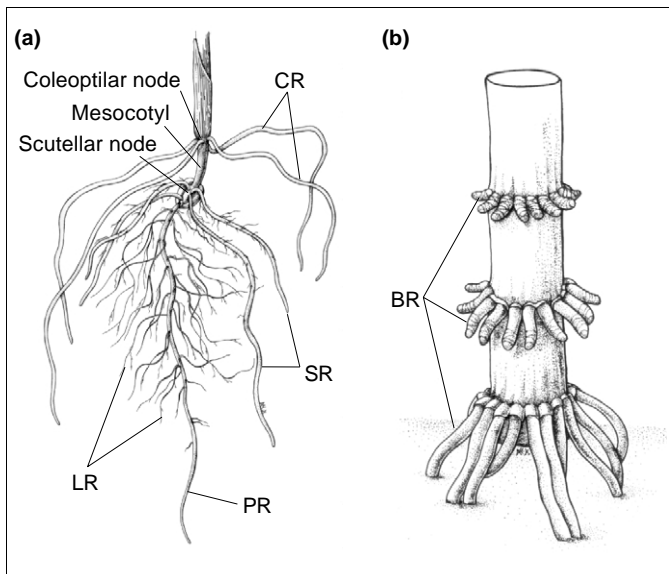 (a)
Coleoptilar node
Mesocotyl
Scutellar node
CR
SR
LR
PR
(b)
BR